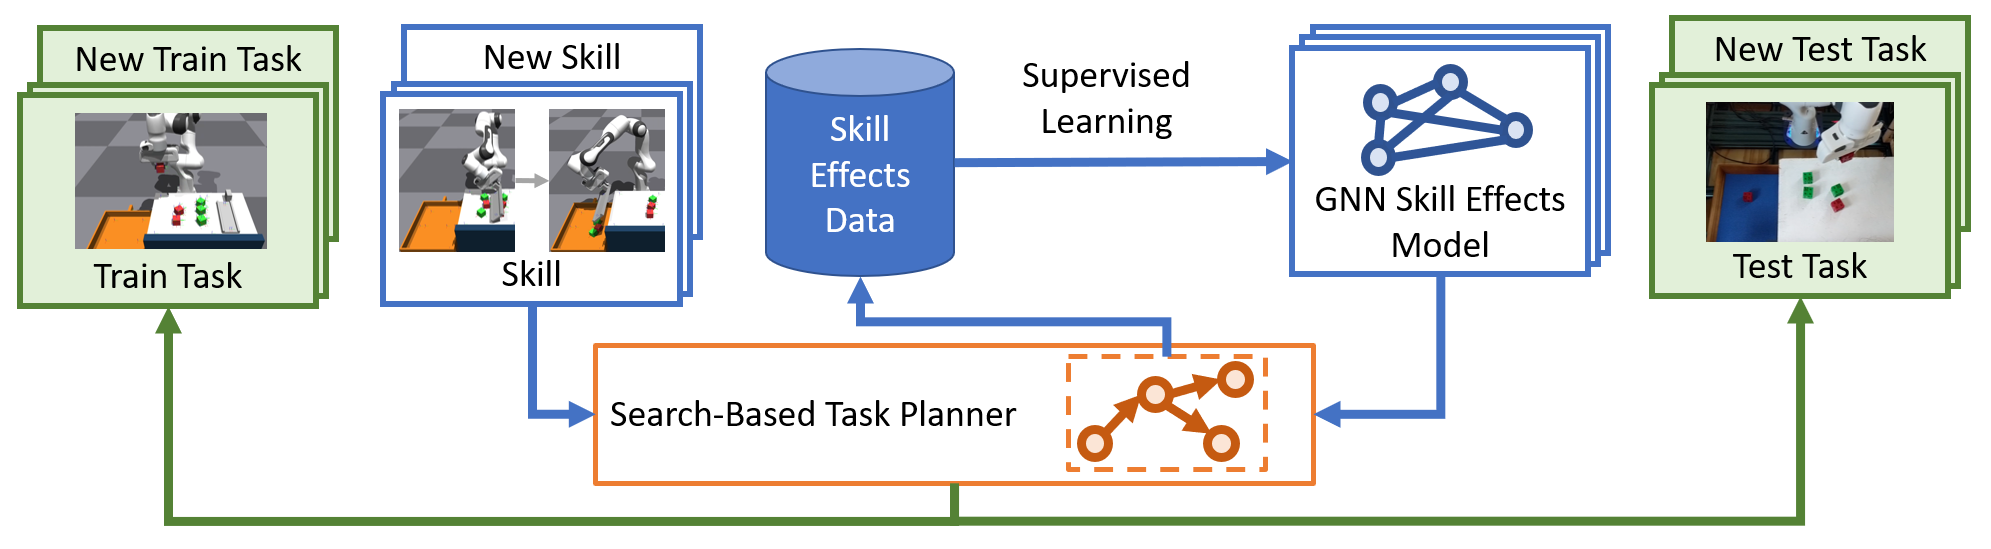 New Train Task
Train Task
New Skill
Skill
Skill
Effects
Data
Supervised
Learning
GNN Skill Effects
Model
New Test Task
Test Task
Search-Based Task Planner